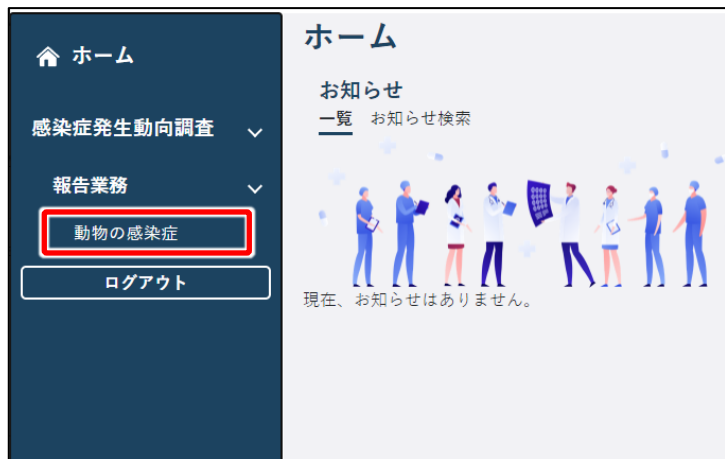 ホーム
感染症発生動向調査
報告業務
動物の感染症
ログアウト
ホーム
お知らせ
一覧 お知らせ検索
現在、お知らせはありません。